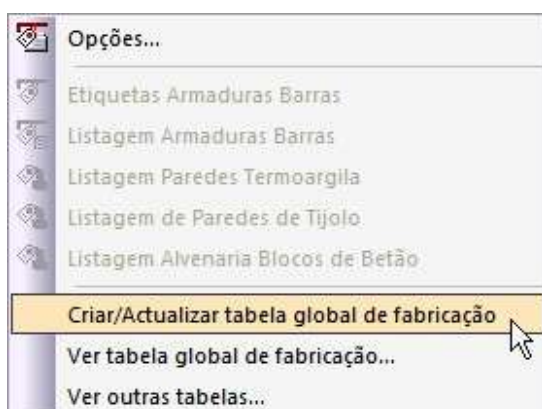 Opções...
Etiquetas Armaduras Barras
Listagem Armaduras Barras
Listagem Paredes Termoargila
Listagem de Paredes de Tijolo
Listagem Alvenaria Blocos de Betão
Criar/Actualizar tabela global de fabricação
Ver tabela global de fabricação...
Ver outras tabelas...